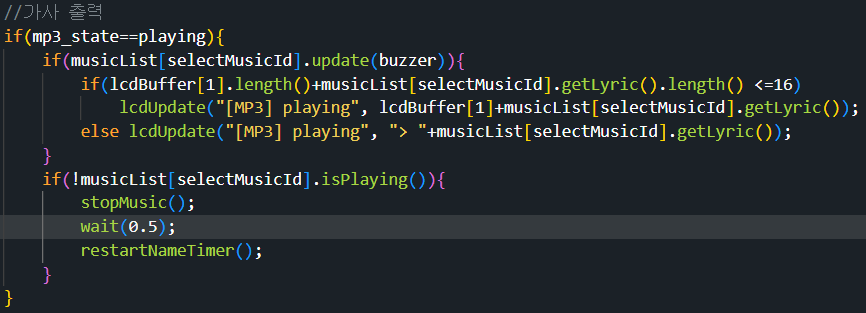 //가사 출력
if(mp3_state==playing){
    if(musicList[selectMusicId].update(buzzer)){
        if(lcdBuffer[1].length()+musicList[selectMusicId].getLyric().length() <=16)
            lcdUpdate("[MP3] playing", lcdBuffer[1]+musicList[selectMusicId].getLyric());
        else lcdUpdate("[MP3] playing", "> "+musicList[selectMusicId].getLyric());
    }
    if(!musicList[selectMusicId].isPlaying()){
        stopMusic();
        wait(0.5);
        restartNameTimer();
    }
}